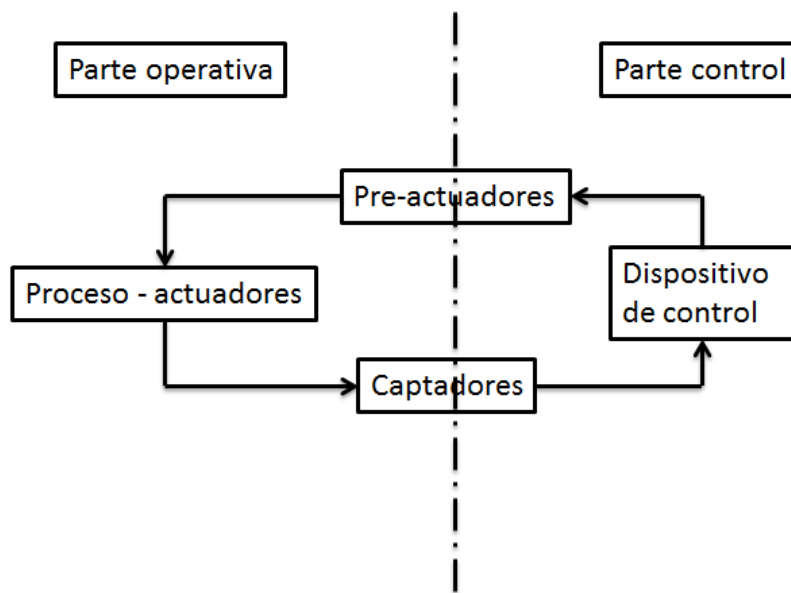 Parte operativa
Parte control
Pre-actuadores
Proceso - actuadores
Dispositivo
de control
Captadores